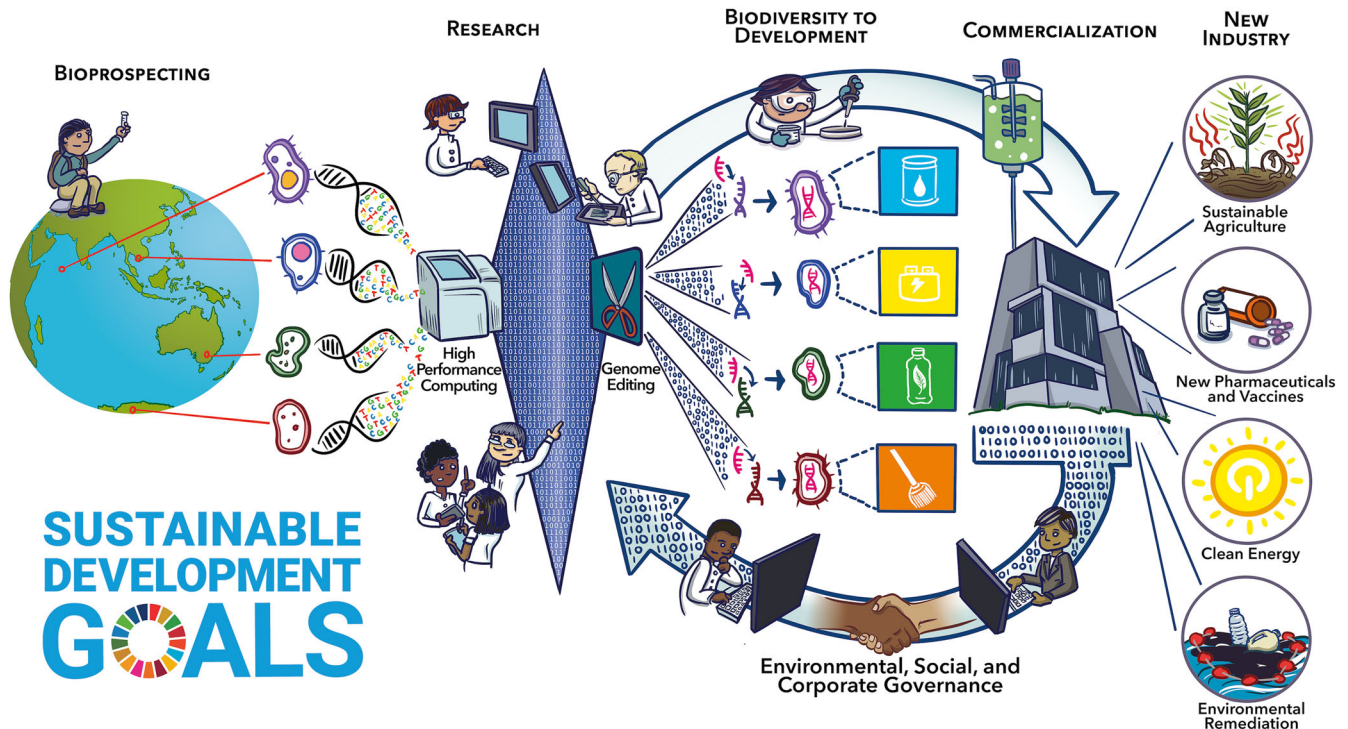 BIOPROSPECTING
RESEARCH
BIODIVERSITY TO
DEVELOPMENT
COMMERCIALIZATION
NEW
INDUSTRY
High
Performance
Computing
Genome
Editing
Sustainable
Agriculture
New Pharmaceuticals
and Vaccines
Clean Energy
Environmental
Remediation
Environmental, Social, and
Corporate Governance
SUSTAINABLE
DEVELOPMENT
GOALS